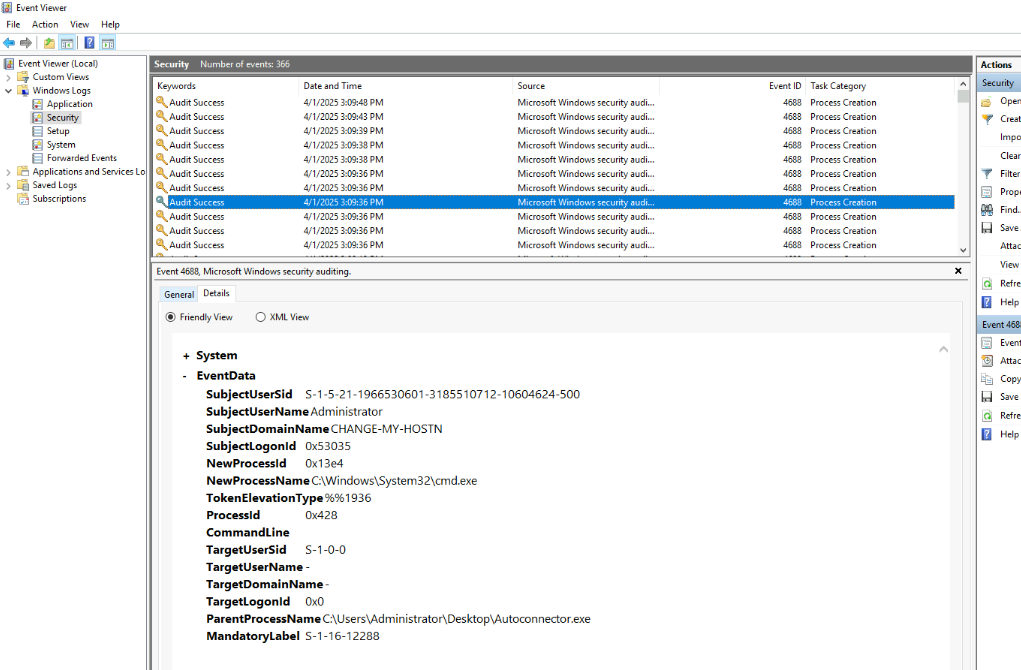 Event Viewer
File Action View Help
Event Viewer (Local)
Custom Views
Windows Logs
Application
Security
Setup
System
Forwarded Events
Applications and Services Lo
Saved Logs
Subscriptions
Security Number of events: 366
Keywords Date and Time Source Event ID Task Category
Audit Success 4/1/2025 3:09:48 PM Microsoft Windows security audi... 4688 Process Creation
Audit Success 4/1/2025 3:09:43 PM Microsoft Windows security audi... 4688 Process Creation
Audit Success 4/1/2025 3:09:39 PM Microsoft Windows security audi... 4688 Process Creation
Audit Success 4/1/2025 3:09:38 PM Microsoft Windows security audi... 4688 Process Creation
Audit Success 4/1/2025 3:09:38 PM Microsoft Windows security audi... 4688 Process Creation
Audit Success 4/1/2025 3:09:36 PM Microsoft Windows security audi... 4688 Process Creation
Audit Success 4/1/2025 3:09:36 PM Microsoft Windows security audi... 4688 Process Creation
Audit Success 4/1/2025 3:09:36 PM Microsoft Windows security audi... 4688 Process Creation
Audit Success 4/1/2025 3:09:36 PM Microsoft Windows security audi... 4688 Process Creation
Audit Success 4/1/2025 3:09:36 PM Microsoft Windows security audi... 4688 Process Creation
Audit Success 4/1/2025 3:09:36 PM Microsoft Windows security audi... 4688 Process Creation
Event 4688, Microsoft Windows security auditing.
General Details
Friendly View XML View
+ System
- EventData
SubjectUserSid S-1-5-21-1966530601-3185510712-10604624-500
SubjectUserName Administrator
SubjectDomainName CHANGE-MY-HOSTN
SubjectLogonId 0x53035
NewProcessId 0x13e4
NewProcessName C:\Windows\System32\cmd.exe
TokenElevationType %%1936
ProcessId 0x428
CommandLine
TargetUserSid S-1-0-0
TargetUserName -
TargetDomainName -
TargetLogonId 0x0
ParentProcessName C:\Users\Administrator\Desktop\Autoconnector.exe
MandatoryLabel S-1-16-12288
Actions
Security
Open
Creat
Impo
Clear
Filter
Prope
Find..
Save
Attac
View
Refre
Help
Event 4688
Event
Attac
Copy
Save
Refre
Help